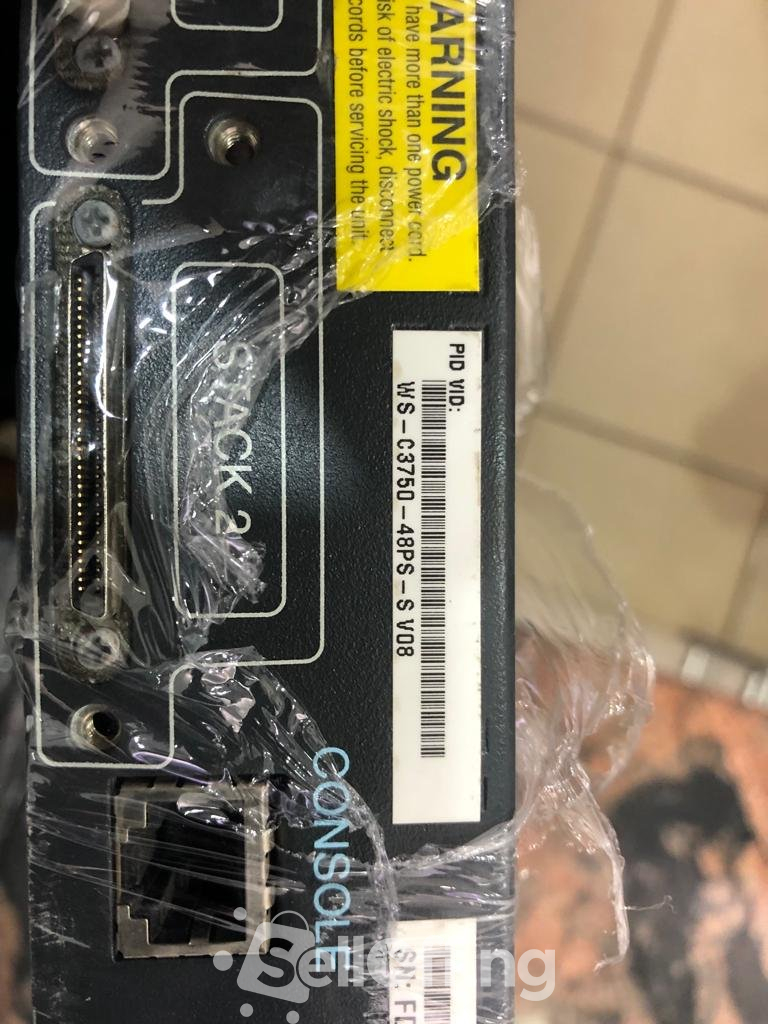 WARNING
have more than one power cord.
isk of electric shock, disconnect
cords before servicing the unit.
PID VID:
WS-C3750-48PS-S V08
STACK 2
CONSOLE
SN: FD